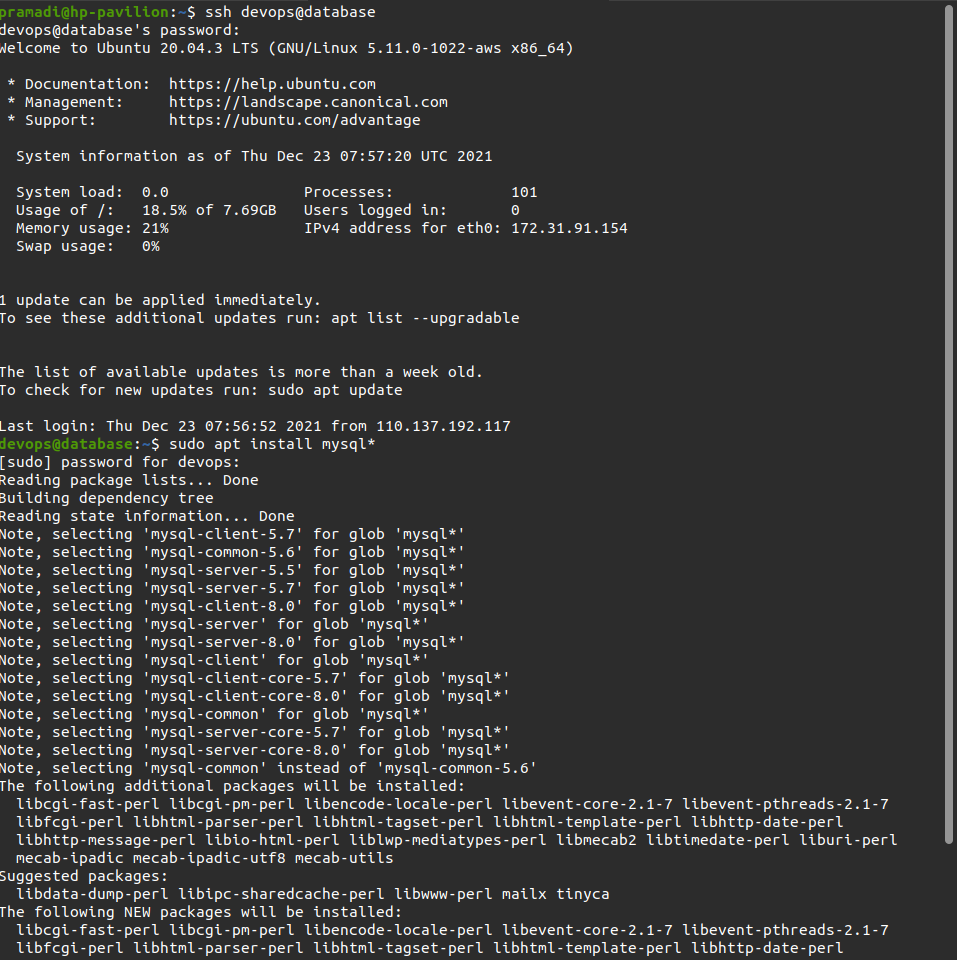 pramadi@hp-pavilion:~$ ssh devops@database
devops@database's password:
Welcome to Ubuntu 20.04.3 LTS (GNU/Linux 5.11.0-1022-aws x86_64)
* Documentation:  https://help.ubuntu.com
* Management:     https://landscape.canonical.com
* Support:        https://ubuntu.com/advantage
System information as of Thu Dec 23 07:57:20 UTC 2021
System load:  0.0               Processes:             101
Usage of /:   18.5% of 7.69GB   Users logged in:       0
Memory usage: 21%               IPv4 address for eth0: 172.31.91.154
Swap usage:   0%
1 update can be applied immediately.
To see these additional updates run: apt list --upgradable
The list of available updates is more than a week old.
To check for new updates run: sudo apt update
Last login: Thu Dec 23 07:56:52 2021 from 110.137.192.117
devops@database:~$ sudo apt install mysql*
[sudo] password for devops:
Reading package lists... Done
Building dependency tree
Reading state information... Done
Note, selecting 'mysql-client-5.7' for glob 'mysql*'
Note, selecting 'mysql-common-5.6' for glob 'mysql*'
Note, selecting 'mysql-server-5.5' for glob 'mysql*'
Note, selecting 'mysql-server-5.7' for glob 'mysql*'
Note, selecting 'mysql-client-8.0' for glob 'mysql*'
Note, selecting 'mysql-server' for glob 'mysql*'
Note, selecting 'mysql-server-8.0' for glob 'mysql*'
Note, selecting 'mysql-client' for glob 'mysql*'
Note, selecting 'mysql-client-core-5.7' for glob 'mysql*'
Note, selecting 'mysql-client-core-8.0' for glob 'mysql*'
Note, selecting 'mysql-common' for glob 'mysql*'
Note, selecting 'mysql-server-core-5.7' for glob 'mysql*'
Note, selecting 'mysql-server-core-8.0' for glob 'mysql*'
Note, selecting 'mysql-common' instead of 'mysql-common-5.6'
The following additional packages will be installed:
libcgi-fast-perl libcgi-pm-perl libencode-locale-perl libevent-core-2.1-7 libevent-pthreads-2.1-7
libfcgi-perl libhtml-parser-perl libhtml-tagset-perl libhtml-template-perl libhttp-date-perl
libhttp-message-perl libio-html-perl liblwp-mediatypes-perl libmecab2 libtimedate-perl liburi-perl
mecab-ipadic mecab-ipadic-utf8 mecab-utils
Suggested packages:
libdata-dump-perl libipc-sharedcache-perl libwww-perl mailx tinyca
The following NEW packages will be installed:
libcgi-fast-perl libcgi-pm-perl libencode-locale-perl libevent-core-2.1-7 libevent-pthreads-2.1-7
libfcgi-perl libhtml-parser-perl libhtml-tagset-perl libhtml-template-perl libhttp-date-perl